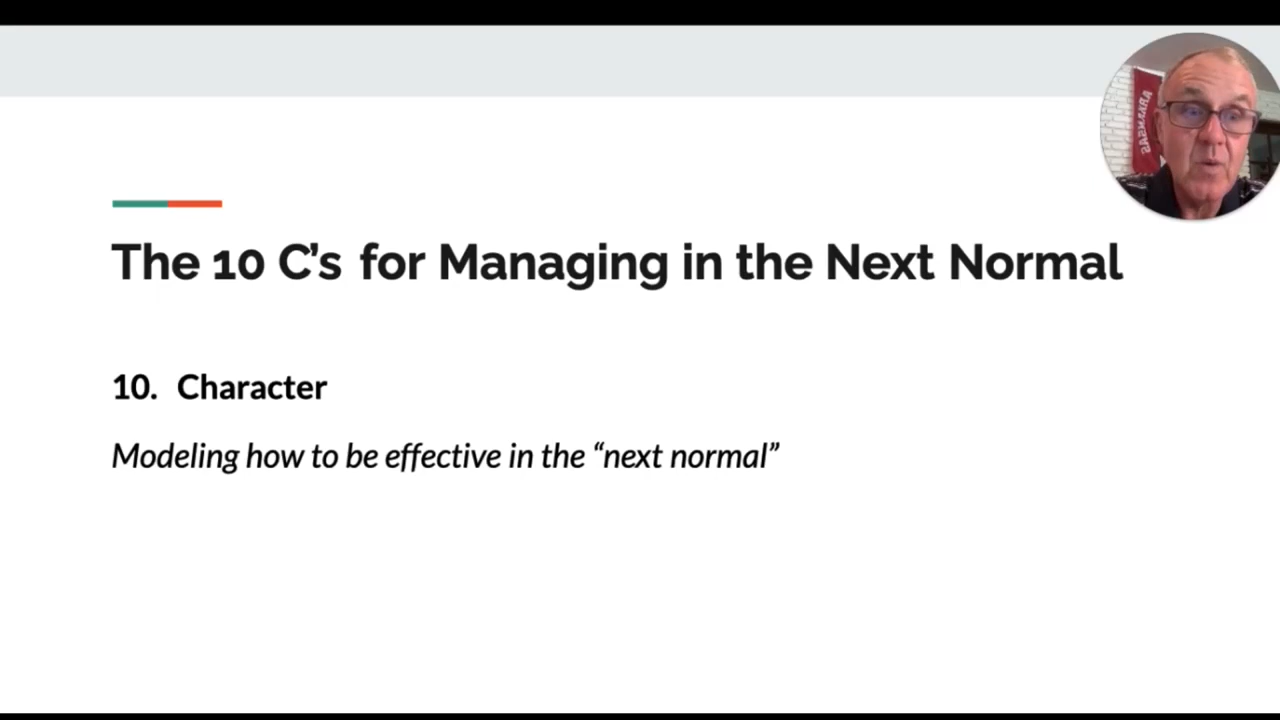 The 10 C’s for Managing in the Next Normal
10. Character
Modeling how to be effective in the “next normal”
ARKANSAS